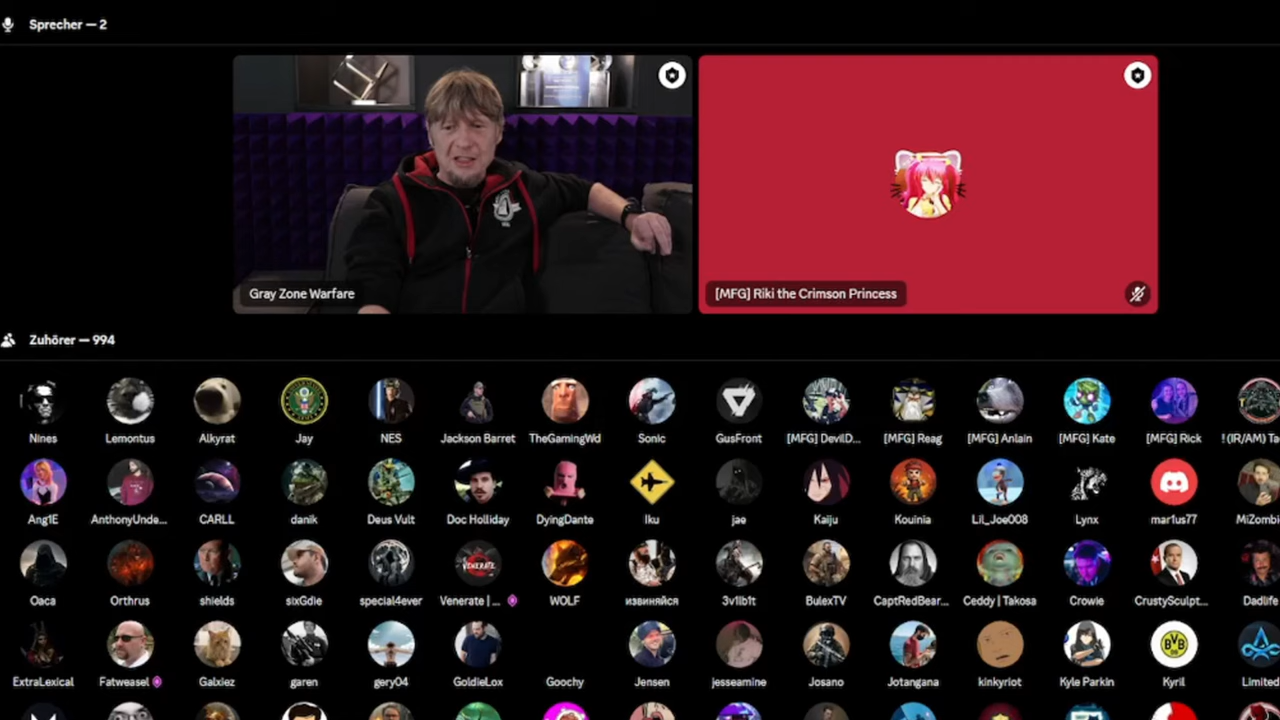 Sprecher — 2
Gray Zone Warfare
[MFG] Riki the Crimson Princess
Zuhörer — 994
Nines Lemontus Alkyrat Jay NES Jackson Barret TheGamingWd Sonic GusFront [MFG] DevilD... [MFG] Reag [MFG] Anlain [MFG] Kate [MFG] Rick ! (IR/AM) Ta
Ang1E AnthonyUnde... CARLL danik Deus Vult Doc Holliday DyingDante Iku jae Kaiju Kouinia Lil_Joe008 Lynx mar1us77 MiZombi
Oaca Orthrus shields sixGdie special4ever Venerate | ... WOLF извиняйся 3v1lb1t BulexTV CaptRedBear... Ceddy | Takosa Crowie CrustySculpt... Dadlife
ExtraLexical Fatweasel Galxiez garen gery04 GoldieLox Goochy Jensen jesseamine Josano Jotangana kinkyriot Kyle Parkin Kyril Limited